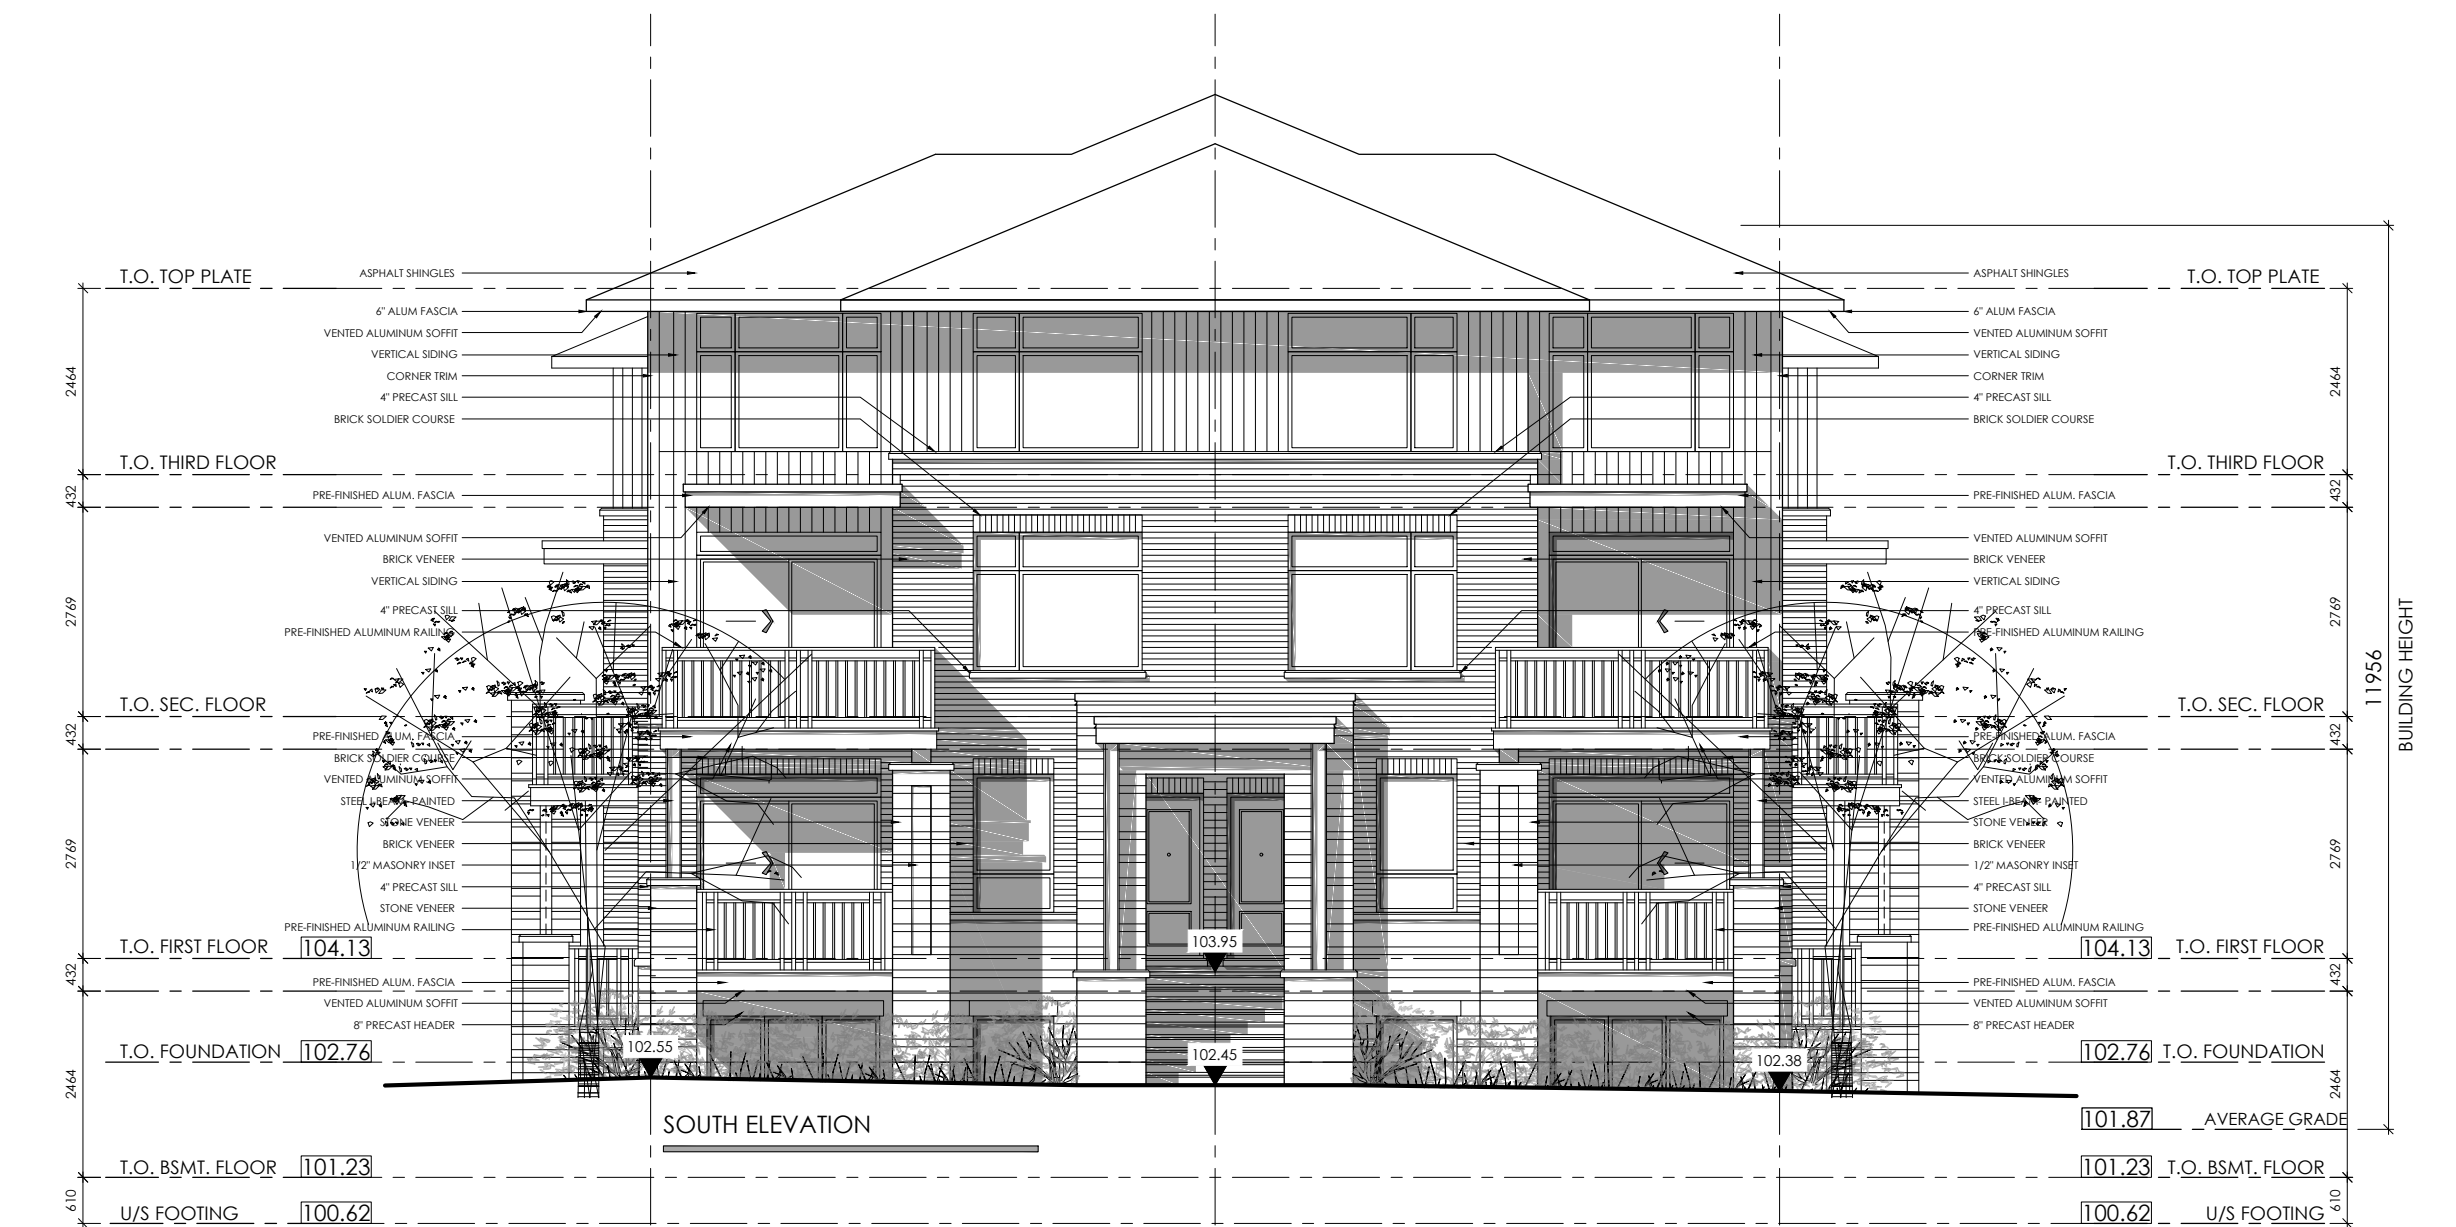 T.O. TOP PLATE
ASPHALT SHINGLES
6" ALUM FASCIA
VENTED ALUMINUM SOFFIT
VERTICAL SIDING
CORNER TRIM
4" PRECAST SILL
BRICK SOLDIER COURSE
2464
T.O. THIRD FLOOR
432
PRE-FINISHED ALUM. FASCIA
VENTED ALUMINUM SOFFIT
BRICK VENEER
VERTICAL SIDING
4" PRECAST SILL
PRE-FINISHED ALUMINUM RAILING
2769
T.O. SEC. FLOOR
432
PRE-FINISHED ALUM. FASCIA
BRICK SOLDIER COURSE
VENTED ALUMINUM SOFFIT
STEEL I-BEAM- PAINTED
STONE VENEER
BRICK VENEER
1/2" MASONRY INSET
4" PRECAST SILL
STONE VENEER
PRE-FINISHED ALUMINUM RAILING
2769
T.O. FIRST FLOOR 104.13
432
PRE-FINISHED ALUM. FASCIA
VENTED ALUMINUM SOFFIT
8" PRECAST HEADER
T.O. FOUNDATION 102.76
2464
T.O. BSMT. FLOOR 101.23
610
U/S FOOTING 100.62
103.95
102.55
102.45
102.38
SOUTH ELEVATION
ASPHALT SHINGLES
T.O. TOP PLATE
6" ALUM FASCIA
VENTED ALUMINUM SOFFIT
VERTICAL SIDING
CORNER TRIM
4" PRECAST SILL
BRICK SOLDIER COURSE
2464
T.O. THIRD FLOOR
432
PRE-FINISHED ALUM. FASCIA
VENTED ALUMINUM SOFFIT
BRICK VENEER
VERTICAL SIDING
4" PRECAST SILL
PRE-FINISHED ALUMINUM RAILING
2769
T.O. SEC. FLOOR
432
PRE-FINISHED ALUM. FASCIA
BRICK SOLDIER COURSE
VENTED ALUMINUM SOFFIT
STEEL I-BEAM- PAINTED
STONE VENEER
BRICK VENEER
1/2" MASONRY INSET
4" PRECAST SILL
STONE VENEER
PRE-FINISHED ALUMINUM RAILING
2769
104.13 T.O. FIRST FLOOR
432
PRE-FINISHED ALUM. FASCIA
VENTED ALUMINUM SOFFIT
8" PRECAST HEADER
102.76 T.O. FOUNDATION
2464
101.87 AVERAGE GRADE
101.23 T.O. BSMT. FLOOR
610
100.62 U/S FOOTING
11956
BUILDING HEIGHT